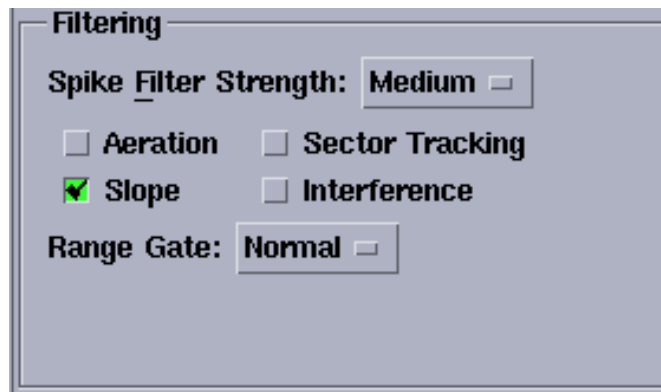 Filtering
Spike Filter Strength: Medium
Aeration Sector Tracking
Slope Interference
Range Gate: Normal